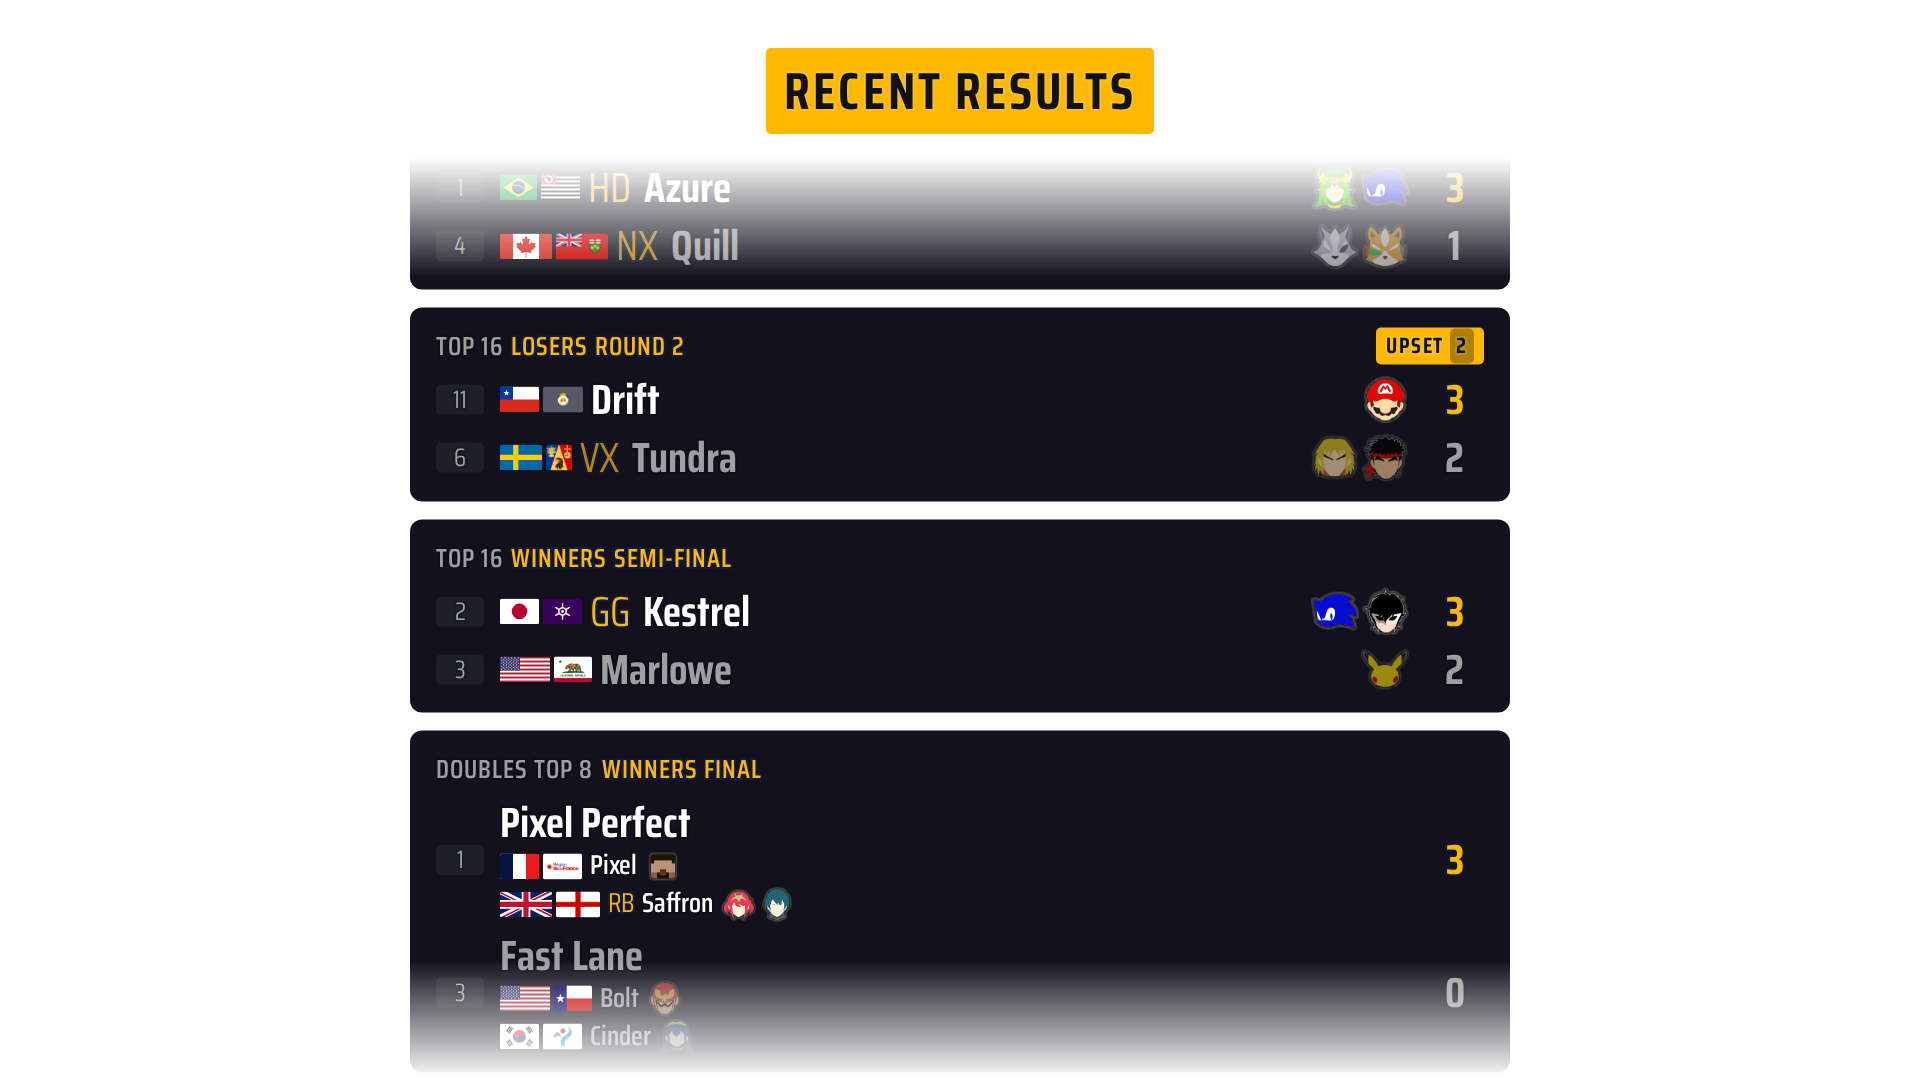 RECENT RESULTS
1 HD Azure 3
4 NX Quill 1
TOP 16 LOSERS ROUND 2 UPSET 2
11 Drift 3
6 VX Tundra 2
TOP 16 WINNERS SEMI-FINAL
2 GG Kestrel 3
3 Marlowe 2
DOUBLES TOP 8 WINNERS FINAL
Pixel Perfect
1 3
Pixel
RB Saffron
Fast Lane
3 0
Bolt
Cinder